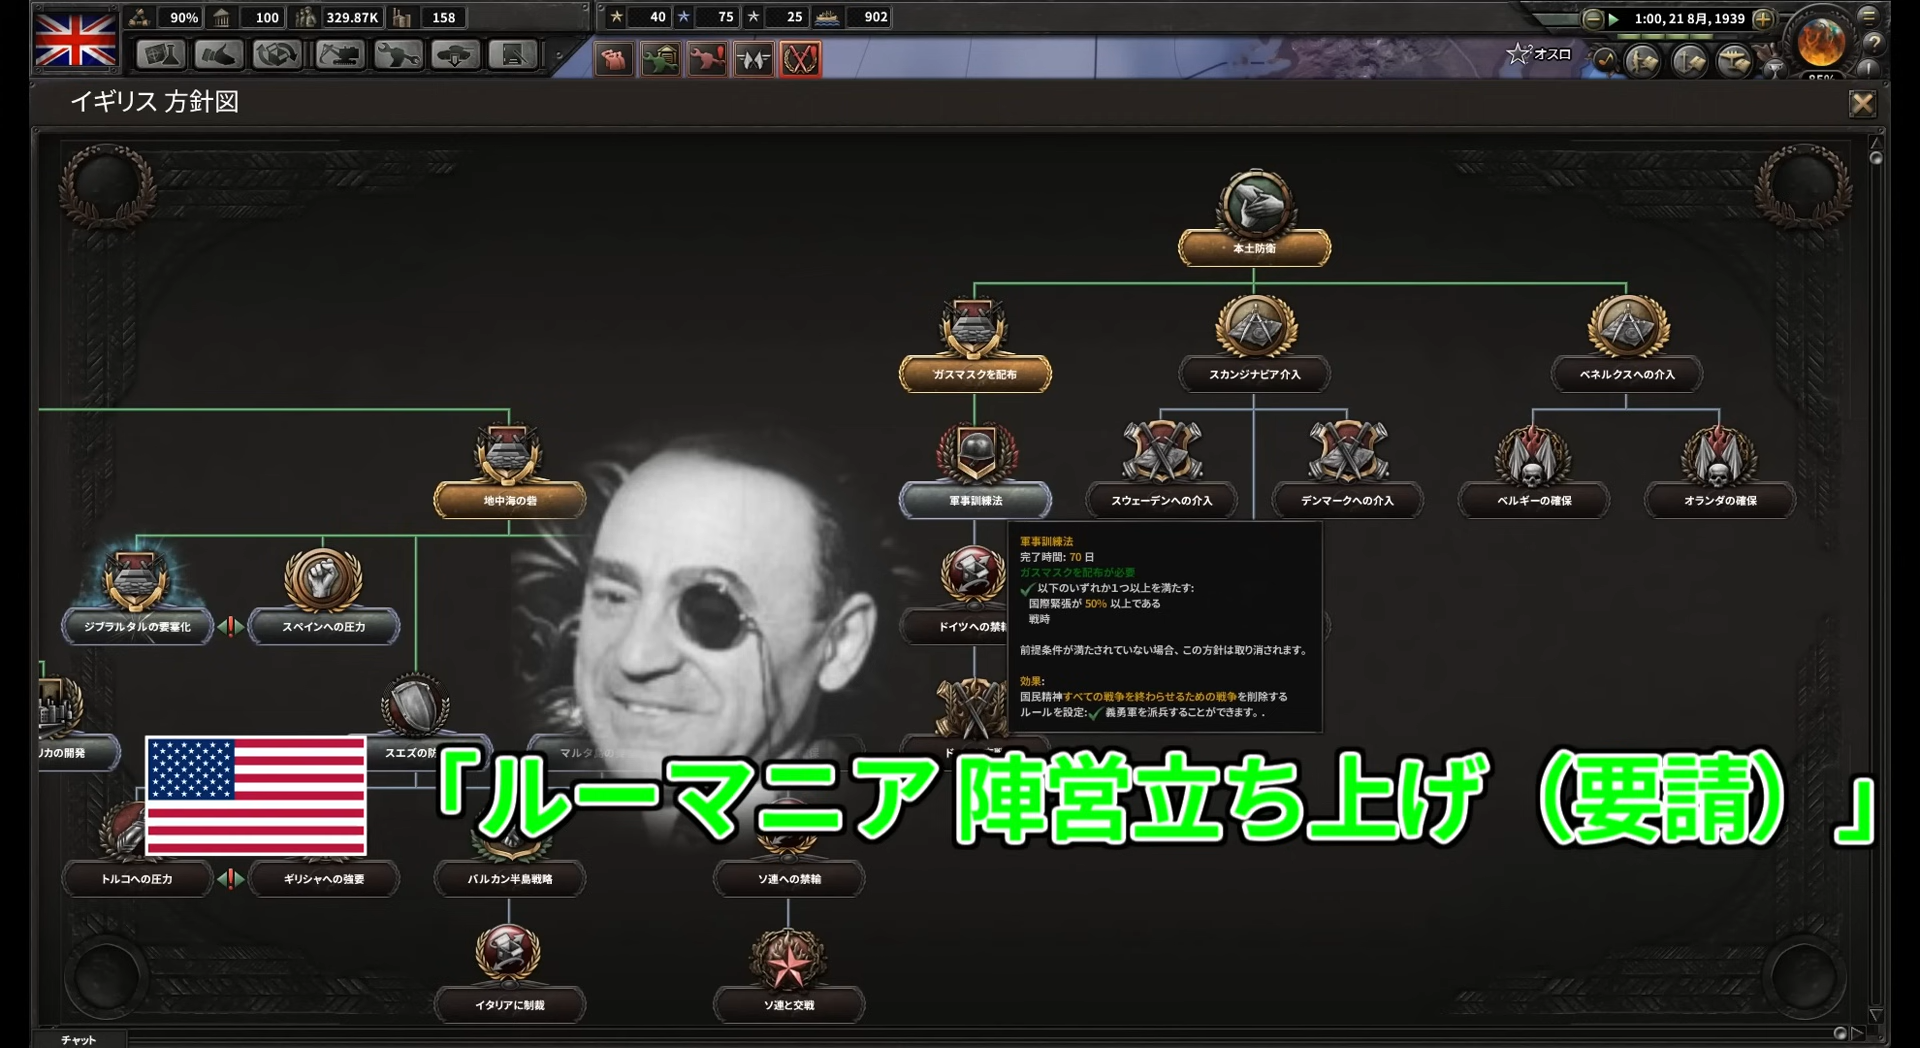 90%
100
329.87K
158
40
75
25
902
1:00, 21 8月, 1939
2
オスロ
85%
イギリス 方針図
本土防衛
ガスマスクを配布
スカンジナビア介入
ベネルクスへの介入
地中海の砦
軍事訓練法
スウェーデンへの介入
デンマークへの介入
ベルギーの確保
オランダの確保
軍事訓練法
完了時間: 70 日
ガスマスクを配布が必要
以下のいずれか1つ以上を満たす:
国際緊張が 50% 以上である
戦時
前提条件が満たされていない場合、この方針は取り消されます。
効果:
国民精神すべての戦争を終わらせるための戦争を削除する
ルールを設定: 義勇軍を派兵することができます。.
ジブラルタルの要塞化
スペインへの圧力
ドイツへの禁輸
リカの開発
スエズの防
マルタ島の
「ルーマニア 陣営立ち上げ（要請）」
トルコへの圧力
ギリシャへの強要
バルカン半島戦略
ソ連への禁輸
イタリアに制裁
ソ連と交戦
チャット